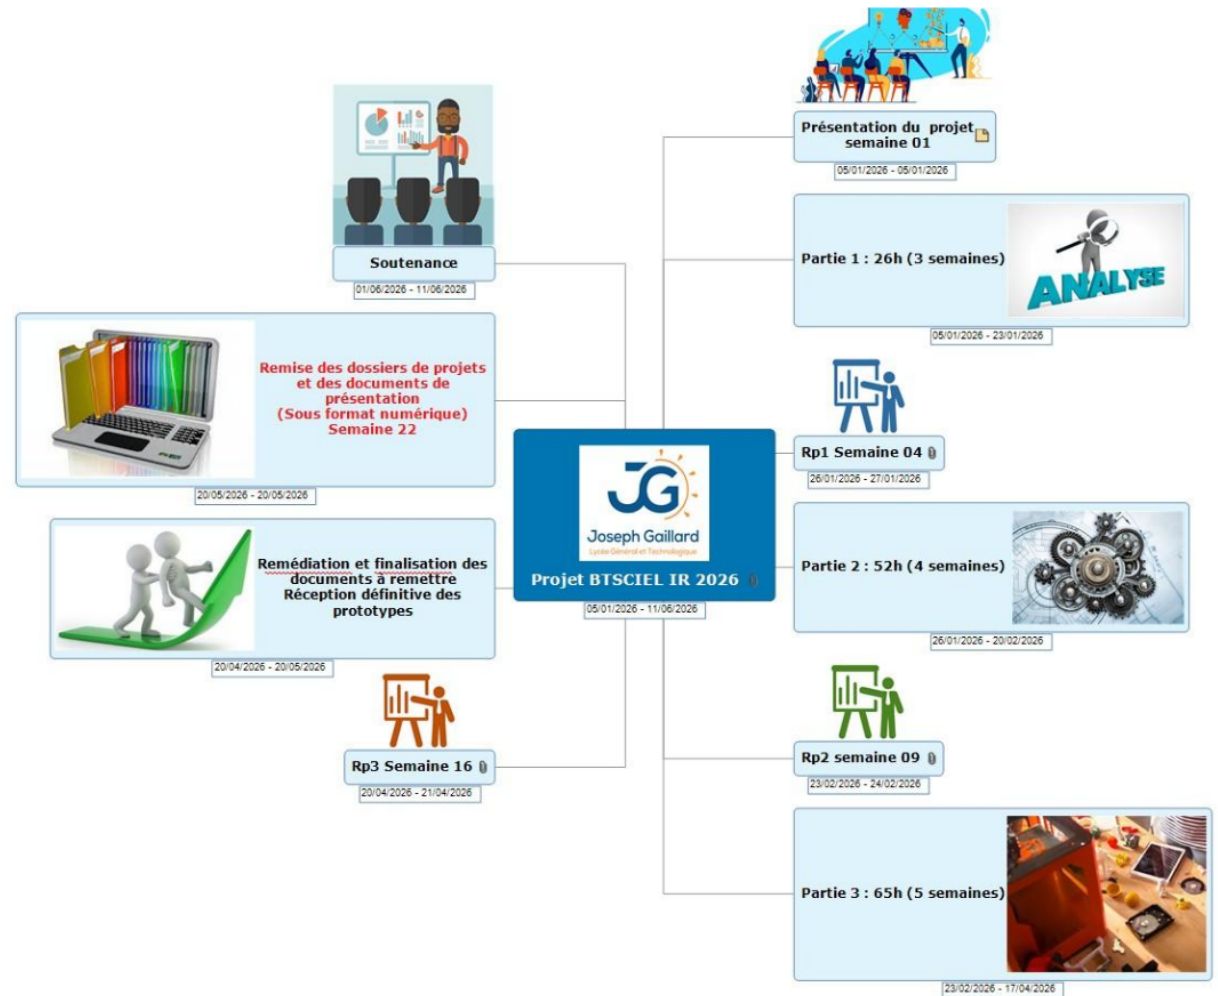 Présentation du projet
semaine 01
05/01/2026 - 05/01/2026
Partie 1 : 26h (3 semaines)
ANALYSE
05/01/2026 - 23/01/2026
Rp1 Semaine 04
26/01/2026 - 27/01/2026
Partie 2 : 52h (4 semaines)
26/01/2026 - 20/02/2026
Rp2 semaine 09
23/02/2026 - 24/02/2026
Partie 3 : 65h (5 semaines)
23/02/2026 - 17/04/2026
JG
Joseph Gaillard
Lycée Général et Technologique
Projet BTSCIEL IR 2026
05/01/2026 - 11/06/2026
Soutenance
01/06/2026 - 11/06/2026
Remise des dossiers de projets
et des documents de
présentation
(Sous format numérique)
Semaine 22
20/05/2026 - 20/05/2026
Remédiation et finalisation des
documents à remettre
Réception définitive des
prototypes
20/04/2026 - 20/05/2026
Rp3 Semaine 16
20/04/2026 - 21/04/2026